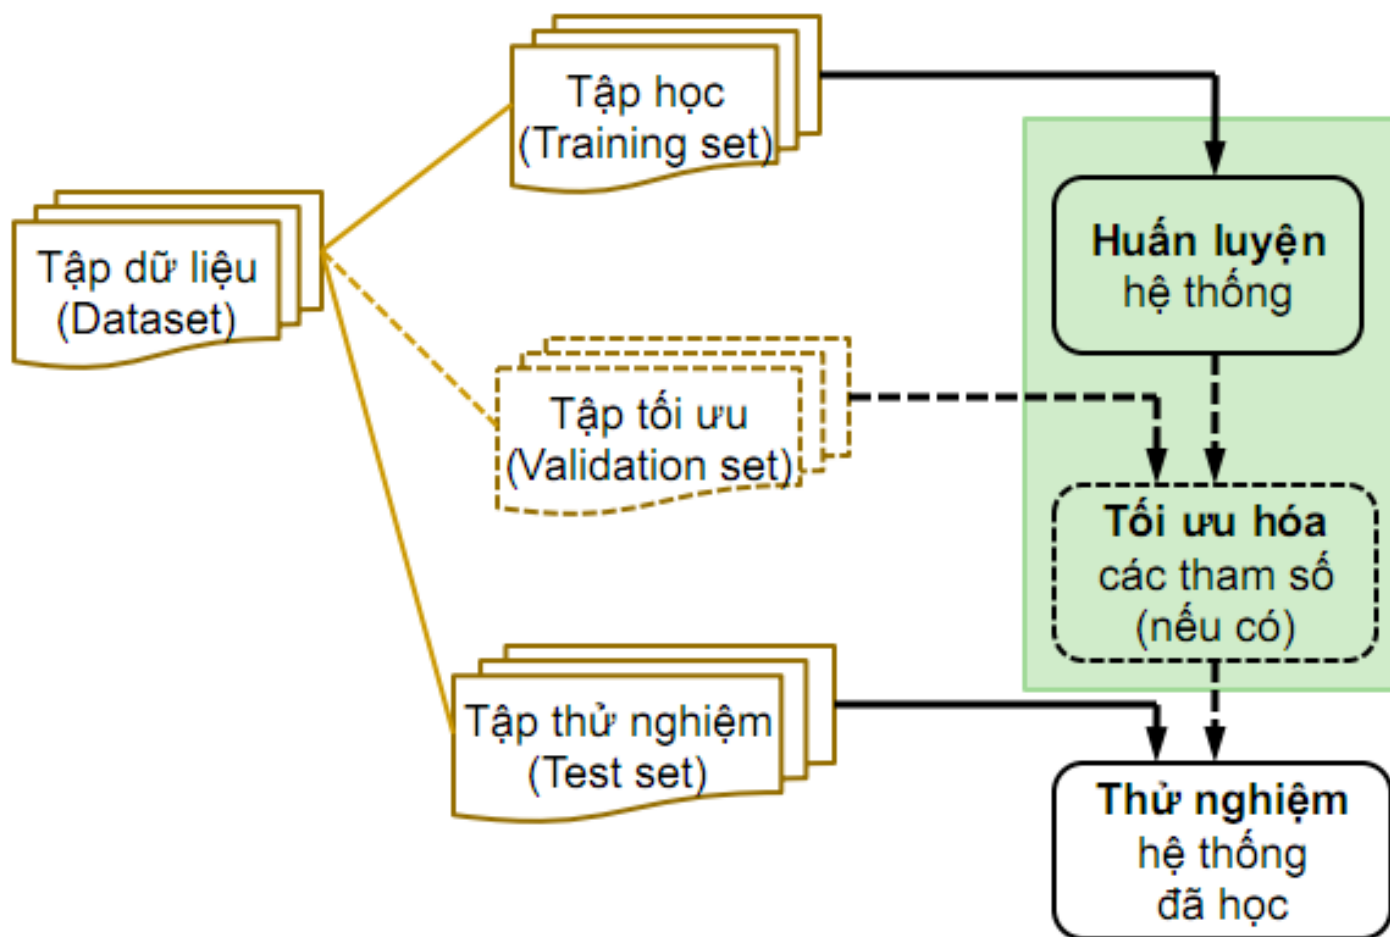 Tập học
(Training set)
Tập dữ liệu
(Dataset)
Huấn luyện
hệ thống
Tập tối ưu
(Validation set)
Tối ưu hóa
các tham số
(nếu có)
Tập thử nghiệm
(Test set)
Thử nghiệm
hệ thống
đã học